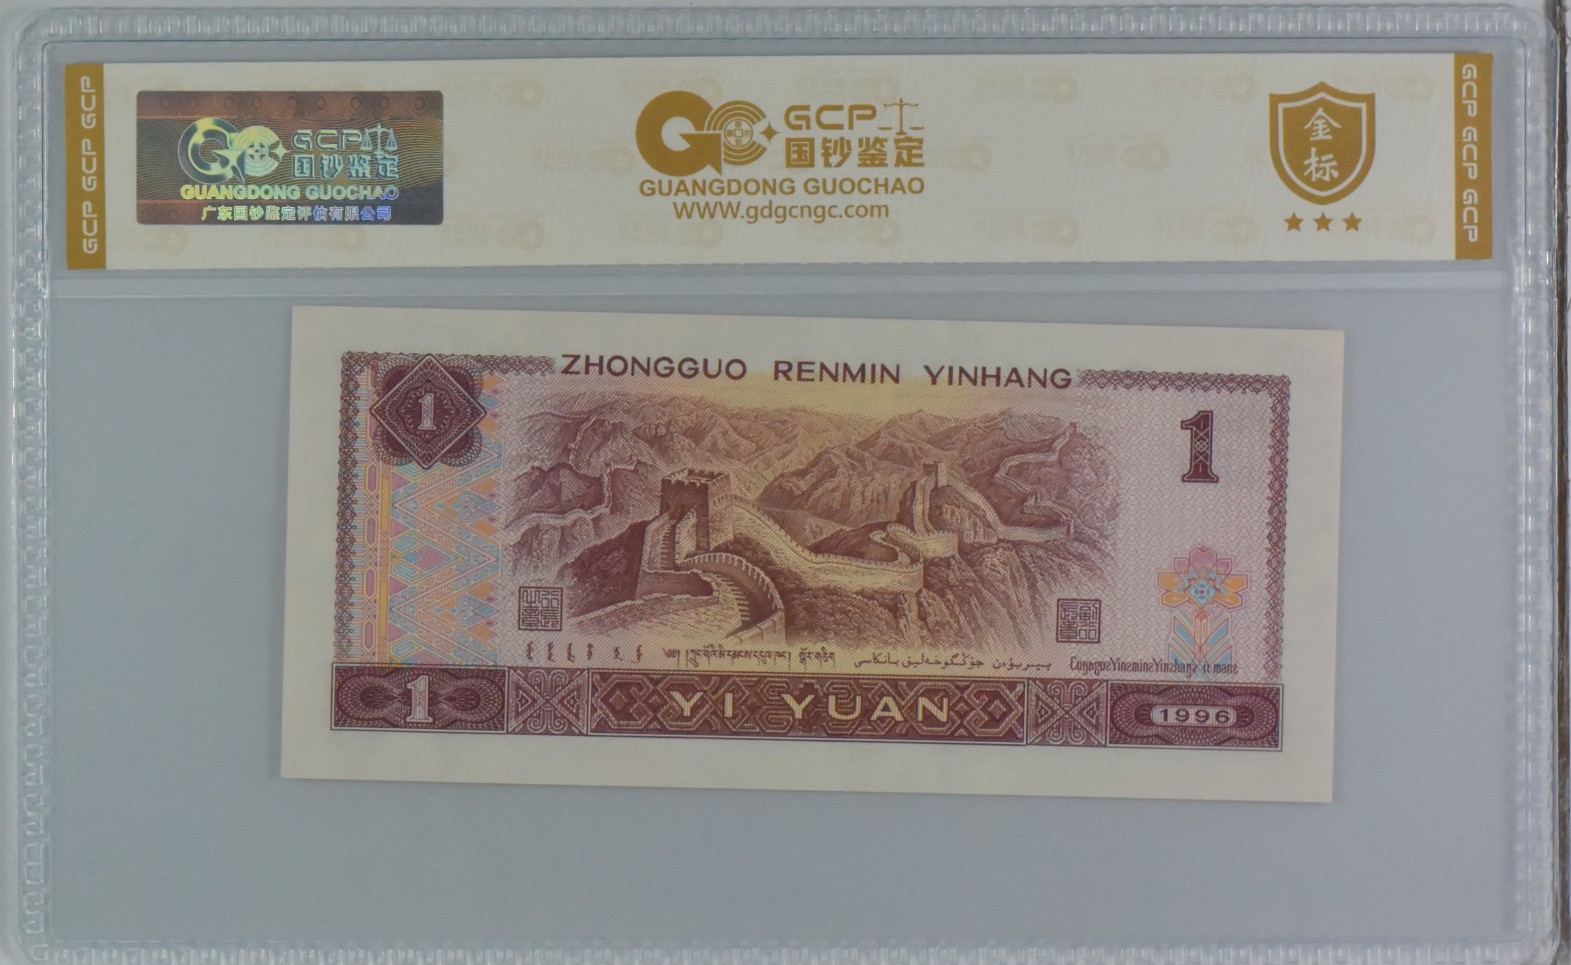 GCP GCP GCP
GCP
国钞鉴定
GUANGDONG GUOCHAO
广东国钞鉴定评估有限公司
GCP
国钞鉴定
GUANGDONG GUOCHAO
WWW.gdgcngc.com
金标
GCP GCP GCP
ZHONGGUO RENMIN YINHANG
1
1
1
YI YUAN
1996